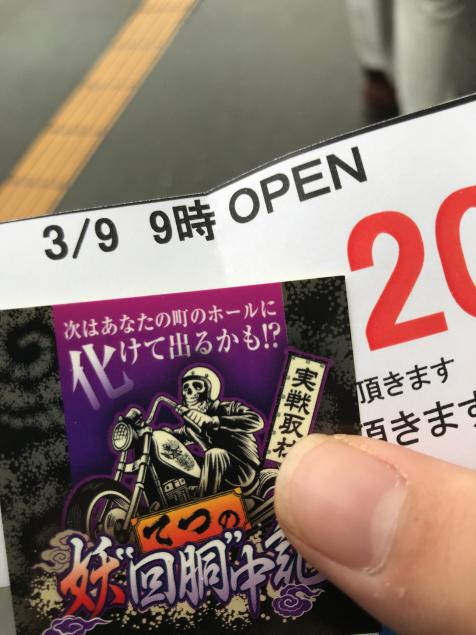 3/9 9時 OPEN
20
頂きます
頂きます
次はあなたの町のホールに
化けて出るかも!?
実戦取材
てつの
妖"回胴"中記